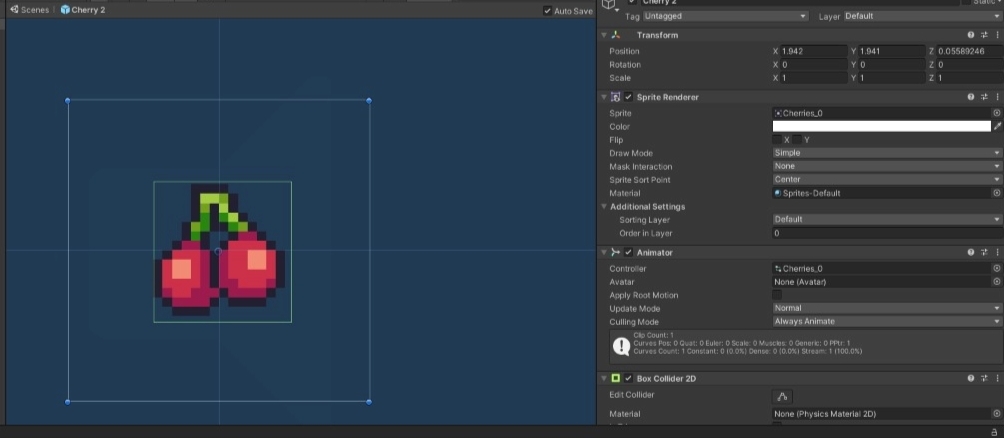 Scenes
Cherry 2
Auto Save
Cherry 2
Static
Tag Untagged Layer Default
Transform
Position X 1.942 Y 1.941 Z 0.05589246
Rotation X 0 Y 0 Z 0
Scale X 1 Y 1 Z 1
Sprite Renderer
Sprite Cherries_0
Color
Flip X Y
Draw Mode Simple
Mask Interaction None
Sprite Sort Point Center
Material Sprites-Default
Additional Settings
Sorting Layer Default
Order in Layer 0
Animator
Controller Cherries_0
Avatar None (Avatar)
Apply Root Motion
Update Mode Normal
Culling Mode Always Animate
Clip Count: 1
Curves Pos: 0 Quat: 0 Euler: 0 Scale: 0 Muscles: 0 Generic: 0 PPtr: 1
Curves Count: 1 Constant: 0 (0.0%) Dense: 0 (0.0%) Stream: 1 (100.0%)
Box Collider 2D
Edit Collider
Material None (Physics Material 2D)